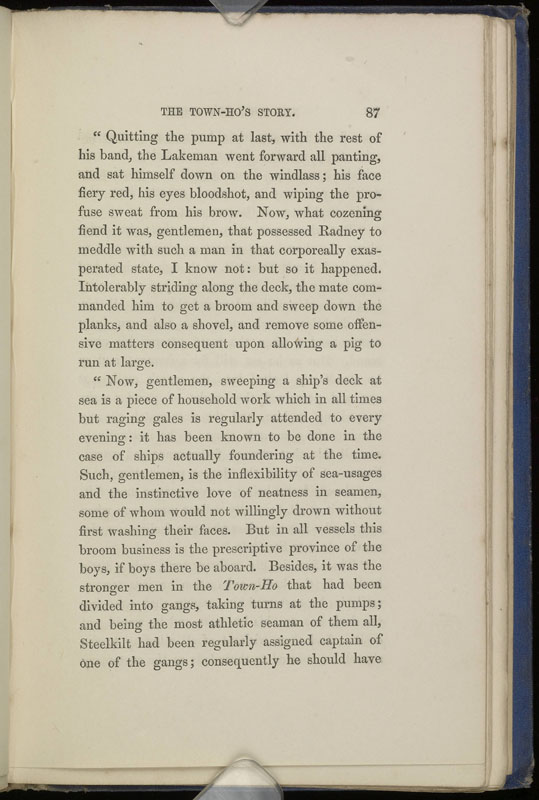 THE TOWN-HO'S STORY. 87
“ Quitting the pump at last, with the rest of
his band, the Lakeman went forward all panting,
and sat himself down on the windlass; his face
fiery red, his eyes bloodshot, and wiping the pro-
fuse sweat from his brow. Now, what cozening
fiend it was, gentlemen, that possessed Radney to
meddle with such a man in that corporeally exas-
perated state, I know not: but so it happened.
Intolerably striding along the deck, the mate com-
manded him to get a broom and sweep down the
planks, and also a shovel, and remove some offen-
sive matters consequent upon allowing a pig to
run at large.
“ Now, gentlemen, sweeping a ship's deck at
sea is a piece of household work which in all times
but raging gales is regularly attended to every
evening: it has been known to be done in the
case of ships actually foundering at the time.
Such, gentlemen, is the inflexibility of sea-usages
and the instinctive love of neatness in seamen,
some of whom would not willingly drown without
first washing their faces. But in all vessels this
broom business is the prescriptive province of the
boys, if boys there be aboard. Besides, it was the
stronger men in the Town-Ho that had been
divided into gangs, taking turns at the pumps;
and being the most athletic seaman of them all,
Steelkilt had been regularly assigned captain of
one of the gangs; consequently he should have